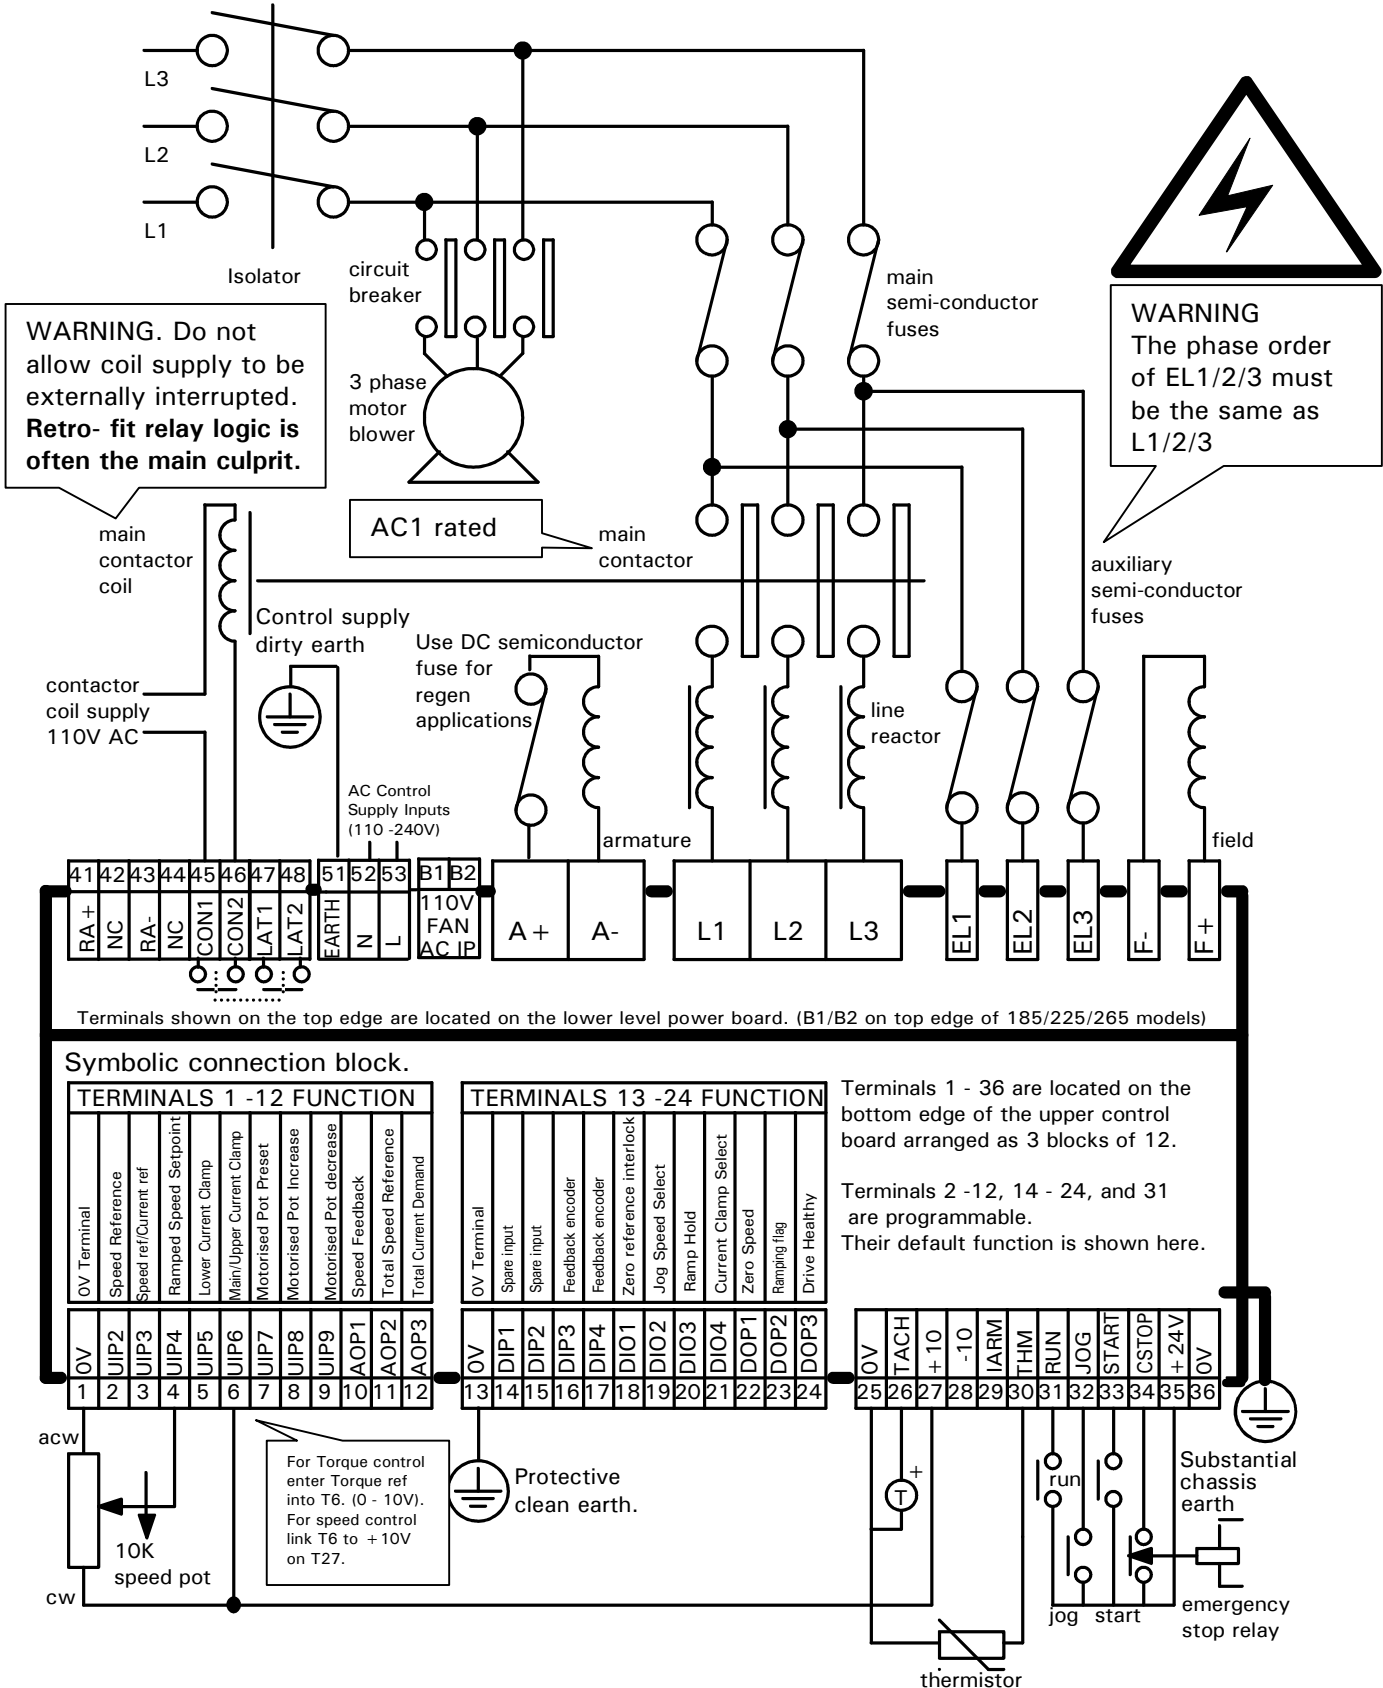 L3
L2
L1
Isolator
circuit
breaker
main
semi-conductor
fuses
WARNING. Do not
allow coil supply to be
externally interrupted.
Retro- fit relay logic is
often the main culprit.
3 phase
motor
blower
WARNING
The phase order
of EL1/2/3 must
be the same as
L1/2/3
AC1 rated
main
contactor
coil
main
contactor
auxiliary
semi-conductor
fuses
Control supply
dirty earth
Use DC semiconductor
fuse for
regen
applications
contactor
coil supply
110V AC
line
reactor
AC Control
Supply Inputs
(110 -240V)
armature
field
41 42 43 44 45 46 47 48 51 52 53 B1 B2
RA+ NC RA- NC CON1 CON2 LAT1 LAT2 EARTH N L
110V
FAN
AC IP
A+ A- L1 L2 L3 EL1 EL2 EL3 F- F+
Terminals shown on the top edge are located on the lower level power board. (B1/B2 on top edge of 185/225/265 models)
Symbolic connection block.
TERMINALS 1 -12 FUNCTION
0V Terminal
Speed Reference
Speed ref/Current ref
Ramped Speed Setpoint
Lower Current Clamp
Main/Upper Current Clamp
Motorised Pot Preset
Motorised Pot Increase
Motorised Pot decrease
Speed Feedback
Total Speed Reference
Total Current Demand
0V UIP2 UIP3 UIP4 UIP5 UIP6 UIP7 UIP8 UIP9 AOP1 AOP2 AOP3
1 2 3 4 5 6 7 8 9 10 11 12
TERMINALS 13 -24 FUNCTION
0V Terminal
Spare input
Spare input
Feedback encoder
Feedback encoder
Zero reference interlock
Jog Speed Select
Ramp Hold
Current Clamp Select
Zero Speed
Ramping flag
Drive Healthy
0V DIP1 DIP2 DIP3 DIP4 DIO1 DIO2 DIO3 DIO4 DOP1 DOP2 DOP3
13 14 15 16 17 18 19 20 21 22 23 24
Terminals 1 - 36 are located on the
bottom edge of the upper control
board arranged as 3 blocks of 12.
Terminals 2 -12, 14 - 24, and 31
are programmable.
Their default function is shown here.
0V TACH +10 -10 IARM THM RUN JOG START CSTOP +24V 0V
25 26 27 28 29 30 31 32 33 34 35 36
acw
10K
speed pot
cw
For Torque control
enter Torque ref
into T6. (0 - 10V).
For speed control
link T6 to +10V
on T27.
Protective
clean earth.
+
T
run
Substantial
chassis
earth
jog start
emergency
stop relay
thermistor